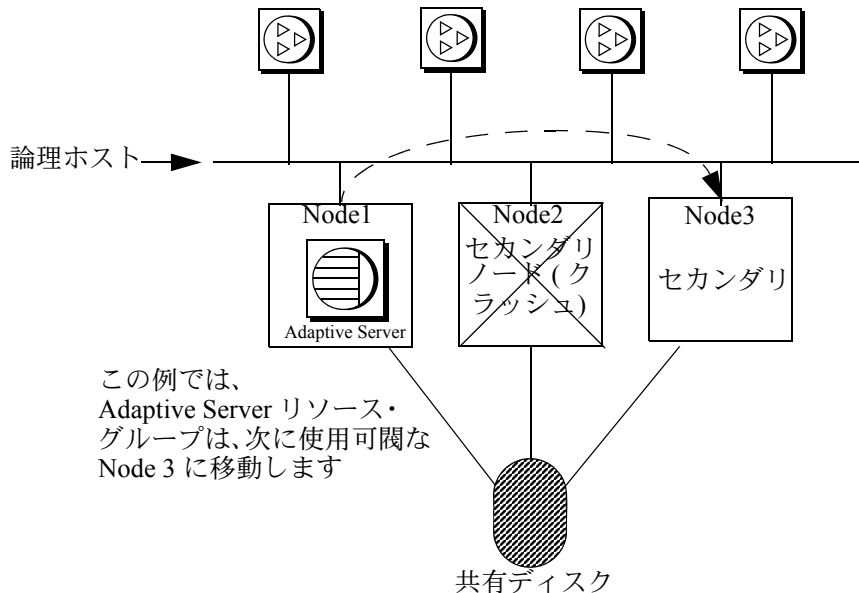 論理ホスト
Node1
Adaptive Server
Node2
セカンダリ
ノード ( ク
ラッシュ)
Node3
セカンダリ
この例では、
Adaptive Server リソース・
グループは、次に使用可閥な
Node 3 に移動します
共有ディスク